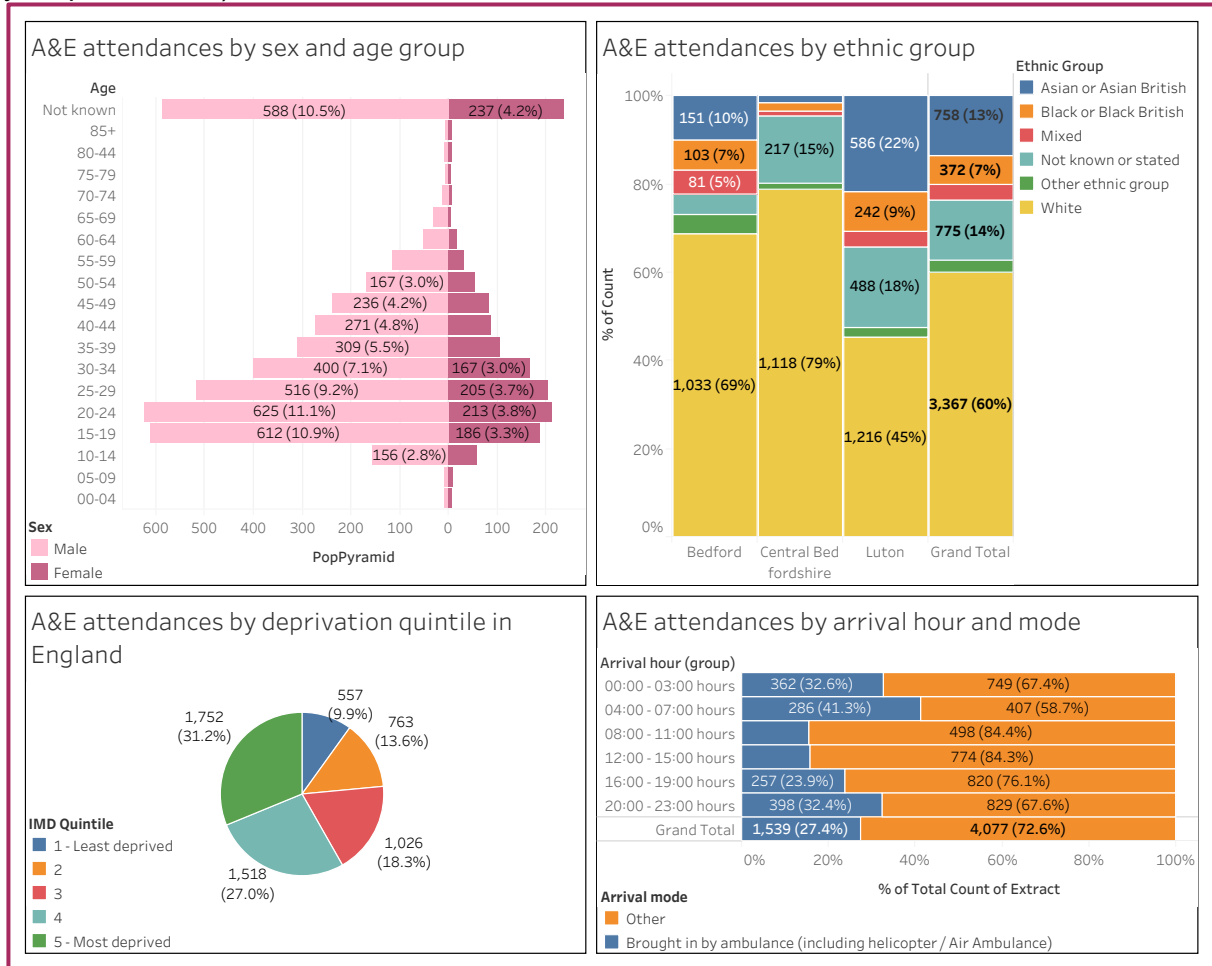 A&E attendances by sex and age group
Age
Not known
588 (10.5%)
237 (4.2%)
85+
80-44
75-79
70-74
65-69
60-64
55-59
50-54
167 (3.0%)
45-49
236 (4.2%)
40-44
271 (4.8%)
35-39
309 (5.5%)
30-34
400 (7.1%)
167 (3.0%)
25-29
516 (9.2%)
205 (3.7%)
20-24
625 (11.1%)
213 (3.8%)
15-19
612 (10.9%)
186 (3.3%)
10-14
156 (2.8%)
05-09
00-04
600 500 400 300 200 100 0 100 200
PopPyramid
Sex
Male
Female
A&E attendances by ethnic group
Ethnic Group
Asian or Asian British
Black or Black British
Mixed
Not known or stated
Other ethnic group
White
% of Count
100%
80%
60%
40%
20%
0%
151 (10%)
103 (7%)
81 (5%)
1,033 (69%)
217 (15%)
1,118 (79%)
586 (22%)
242 (9%)
488 (18%)
1,216 (45%)
758 (13%)
372 (7%)
775 (14%)
3,367 (60%)
Bedford
Central Bed
fordshire
Luton
Grand Total
A&E attendances by deprivation quintile in
England
557
(9.9%)
763
(13.6%)
1,026
(18.3%)
1,518
(27.0%)
1,752
(31.2%)
IMD Quintile
1 - Least deprived
2
3
4
5 - Most deprived
A&E attendances by arrival hour and mode
Arrival hour (group)
00:00 - 03:00 hours
362 (32.6%)
749 (67.4%)
04:00 - 07:00 hours
286 (41.3%)
407 (58.7%)
08:00 - 11:00 hours
498 (84.4%)
12:00 - 15:00 hours
774 (84.3%)
16:00 - 19:00 hours
257 (23.9%)
820 (76.1%)
20:00 - 23:00 hours
398 (32.4%)
829 (67.6%)
Grand Total
1,539 (27.4%)
4,077 (72.6%)
0% 20% 40% 60% 80% 100%
% of Total Count of Extract
Arrival mode
Other
Brought in by ambulance (including helicopter / Air Ambulance)